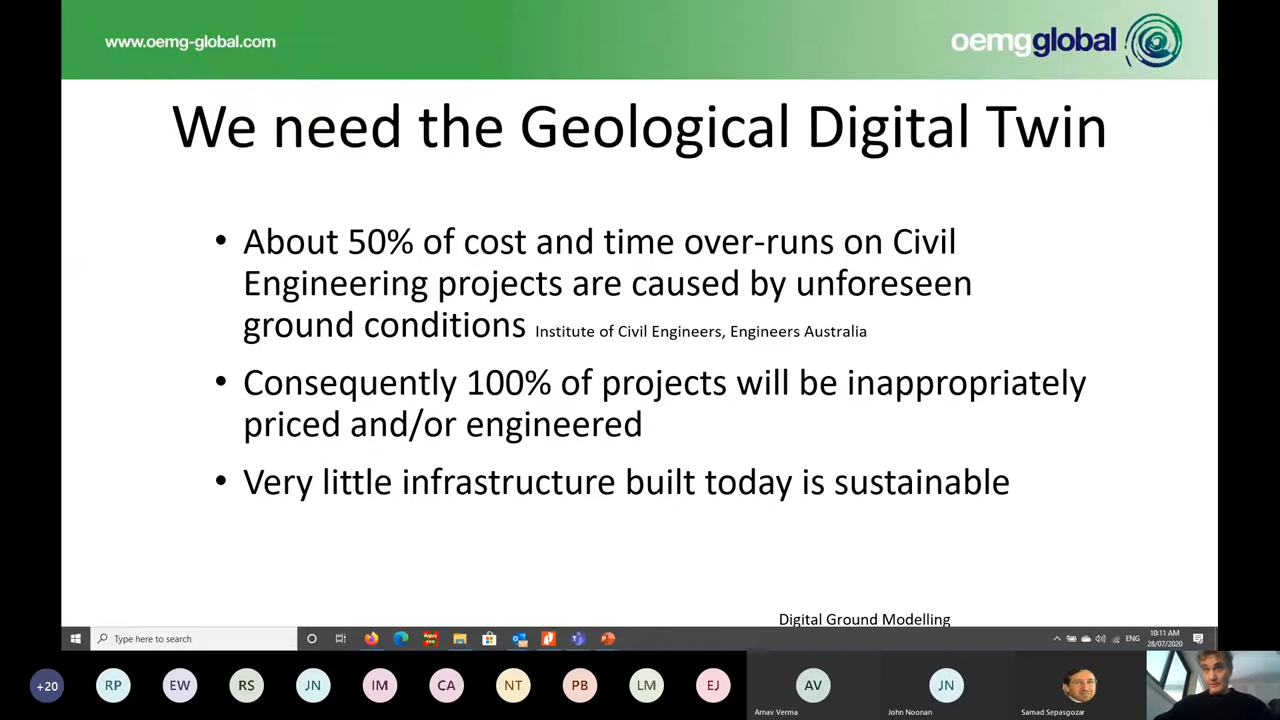 www.oemg-global.com
oemgglobal
We need the Geological Digital Twin
• About 50% of cost and time over-runs on Civil
Engineering projects are caused by unforeseen
ground conditions Institute of Civil Engineers, Engineers Australia
• Consequently 100% of projects will be inappropriately
priced and/or engineered
• Very little infrastructure built today is sustainable
Digital Ground Modelling
Type here to search
ENG
10:11 AM
28/07/2020
+20 RP EW RS JN IM CA NT PB LM EJ AV JN
Arnav Verma John Noonan Samad Sepasgozar